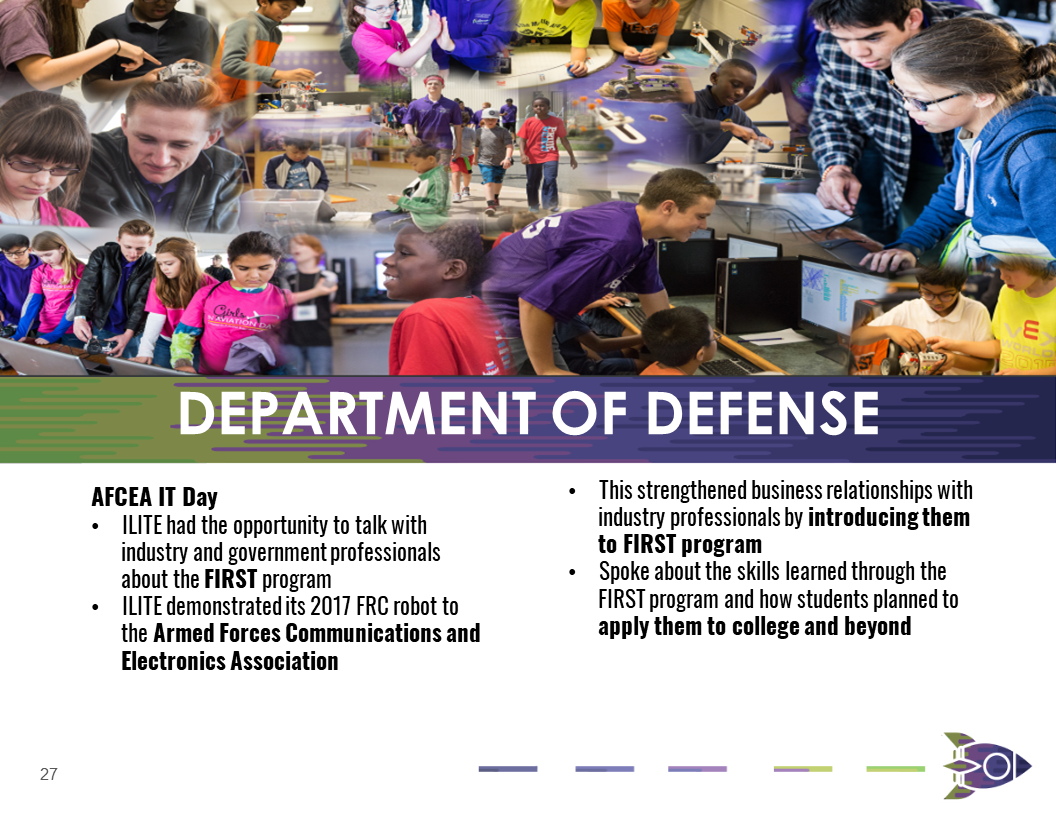 Girls
IN AVIATION DAY
5
VEX
WORLD
DEPARTMENT OF DEFENSE
AFCEA IT Day
• ILITE had the opportunity to talk with
industry and government professionals
about the FIRST program
• ILITE demonstrated its 2017 FRC robot to
the Armed Forces Communications and
Electronics Association
• This strengthened business relationships with
industry professionals by introducing them
to FIRST program
• Spoke about the skills learned through the
FIRST program and how students planned to
apply them to college and beyond
27